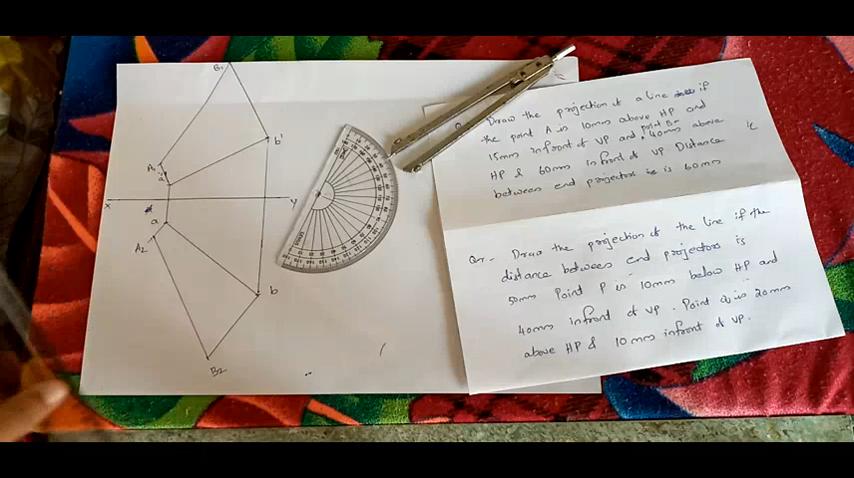 B1
b'
A1
a'
X
Y
a
A2
b
B2
Draw the projection of a line if
the point A is 10mm above HP and
15mm infront of VP and point B is 40mm above
HP & 60mm infront of VP Distance
between end projectors is 60mm
Draw the projection of the line if the
distance between end projectors is
50mm Point P is 10mm below HP and
40mm infront of VP. Point Q is 20mm
above HP & 10mm infront of VP.